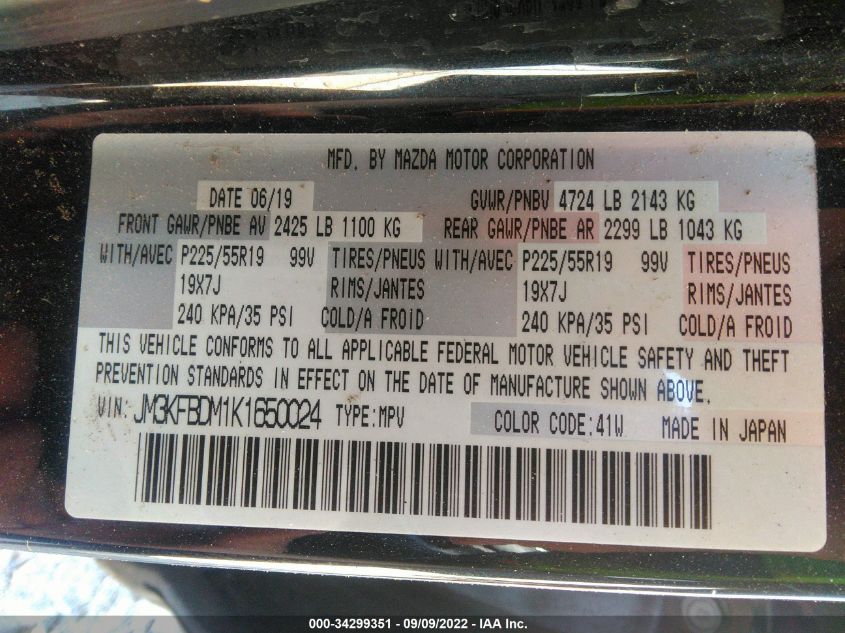 MFD. BY MAZDA MOTOR CORPORATION
DATE 06/19 GVWR/PNBV 4724 LB 2143 KG
FRONT GAWR/PNBE AV 2425 LB 1100 KG REAR GAWR/PNBE AR 2299 LB 1043 KG
WITH/AVEC P225/55R19 99V TIRES/PNEUS WITH/AVEC P225/55R19 99V TIRES/PNEUS
19X7J RIMS/JANTES 19X7J RIMS/JANTES
240 KPA/35 PSI COLD/A FROID 240 KPA/35 PSI COLD/A FROID
THIS VEHICLE CONFORMS TO ALL APPLICABLE FEDERAL MOTOR VEHICLE SAFETY AND THEFT
PREVENTION STANDARDS IN EFFECT ON THE DATE OF MANUFACTURE SHOWN ABOVE.
VIN: JM3KFBDM1K1650024 TYPE:MPV COLOR CODE:41W MADE IN JAPAN
000-34299351 - 09/09/2022 - IAA Inc.